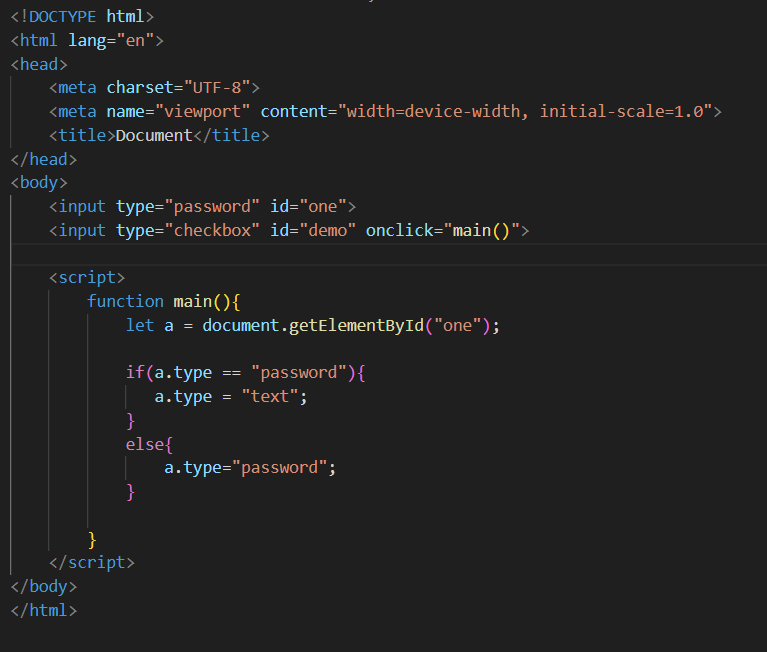 <!DOCTYPE html>
<html lang="en">
<head>
    <meta charset="UTF-8">
    <meta name="viewport" content="width=device-width, initial-scale=1.0">
    <title>Document</title>
</head>
<body>
    <input type="password" id="one">
    <input type="checkbox" id="demo" onclick="main()">

    <script>
        function main(){
            let a = document.getElementById("one");

            if(a.type == "password"){
               a.type = "text";
            }
            else{
                a.type="password";
            }

        }
    </script>
</body>
</html>